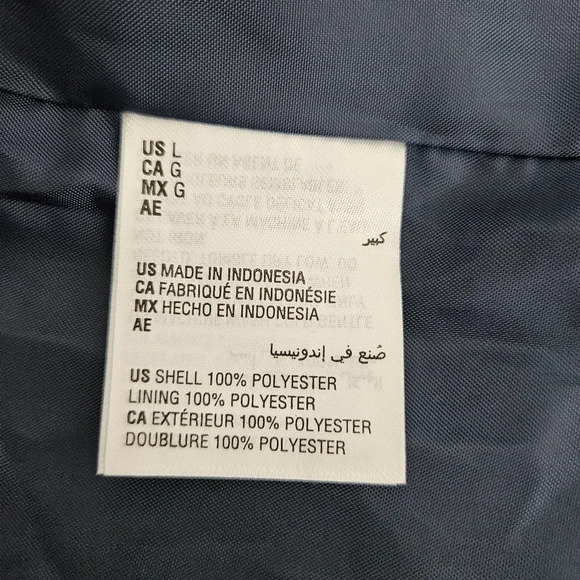 US L
CA G
MX G
AE
كبير
US MADE IN INDONESIA
CA FABRIQUÉ EN INDONÉSIE
MX HECHO EN INDONESIA
AE
صُنع في إندونيسيا
US SHELL 100% POLYESTER
LINING 100% POLYESTER
CA EXTÉRIEUR 100% POLYESTER
DOUBLURE 100% POLYESTER